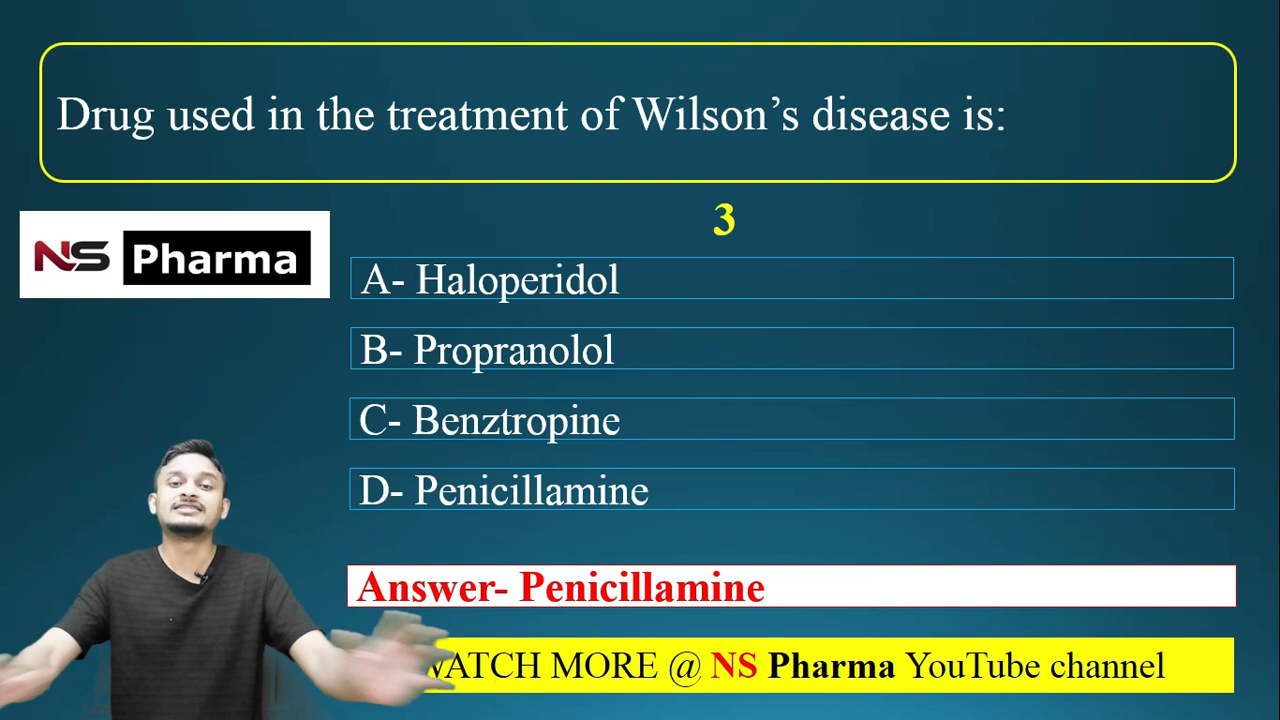 Drug used in the treatment of Wilson’s disease is:
3
NS Pharma
A- Haloperidol
B- Propranolol
C- Benztropine
D- Penicillamine
Answer- Penicillamine
WATCH MORE @ NS Pharma YouTube channel